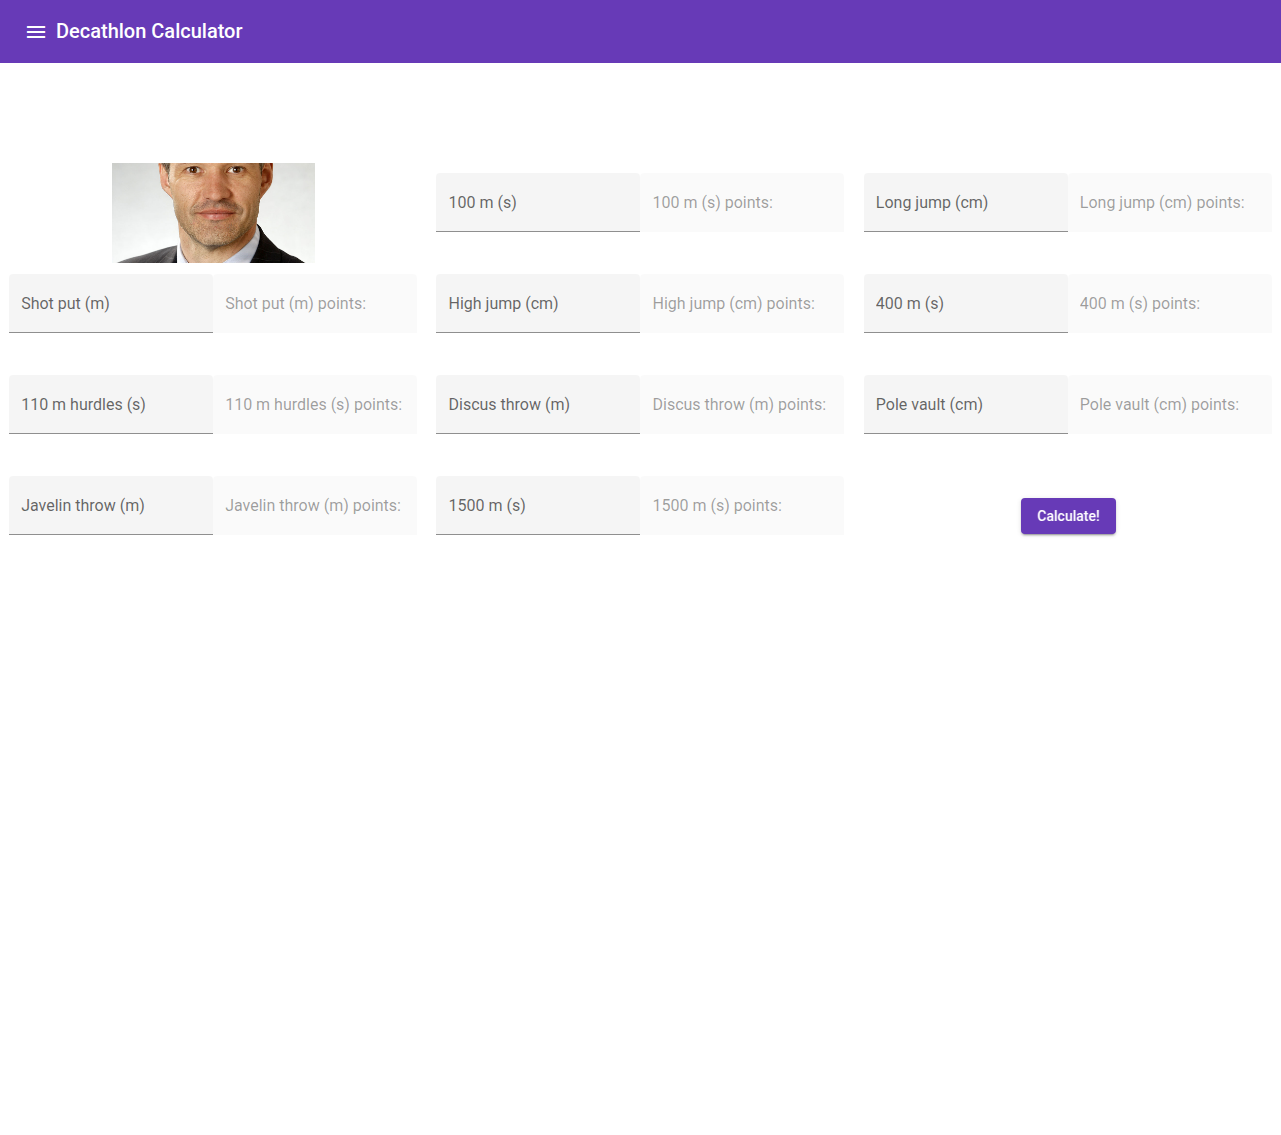 Decathlon Calculator
100 m (s) 100 m (s) points: Long jump (cm) Long jump (cm) points:
Shot put (m) Shot put (m) points: High jump (cm) High jump (cm) points: 400 m (s) 400 m (s) points:
110 m hurdles (s) 110 m hurdles (s) points: Discus throw (m) Discus throw (m) points: Pole vault (cm) Pole vault (cm) points:
Javelin throw (m) Javelin throw (m) points: 1500 m (s) 1500 m (s) points: Calculate!